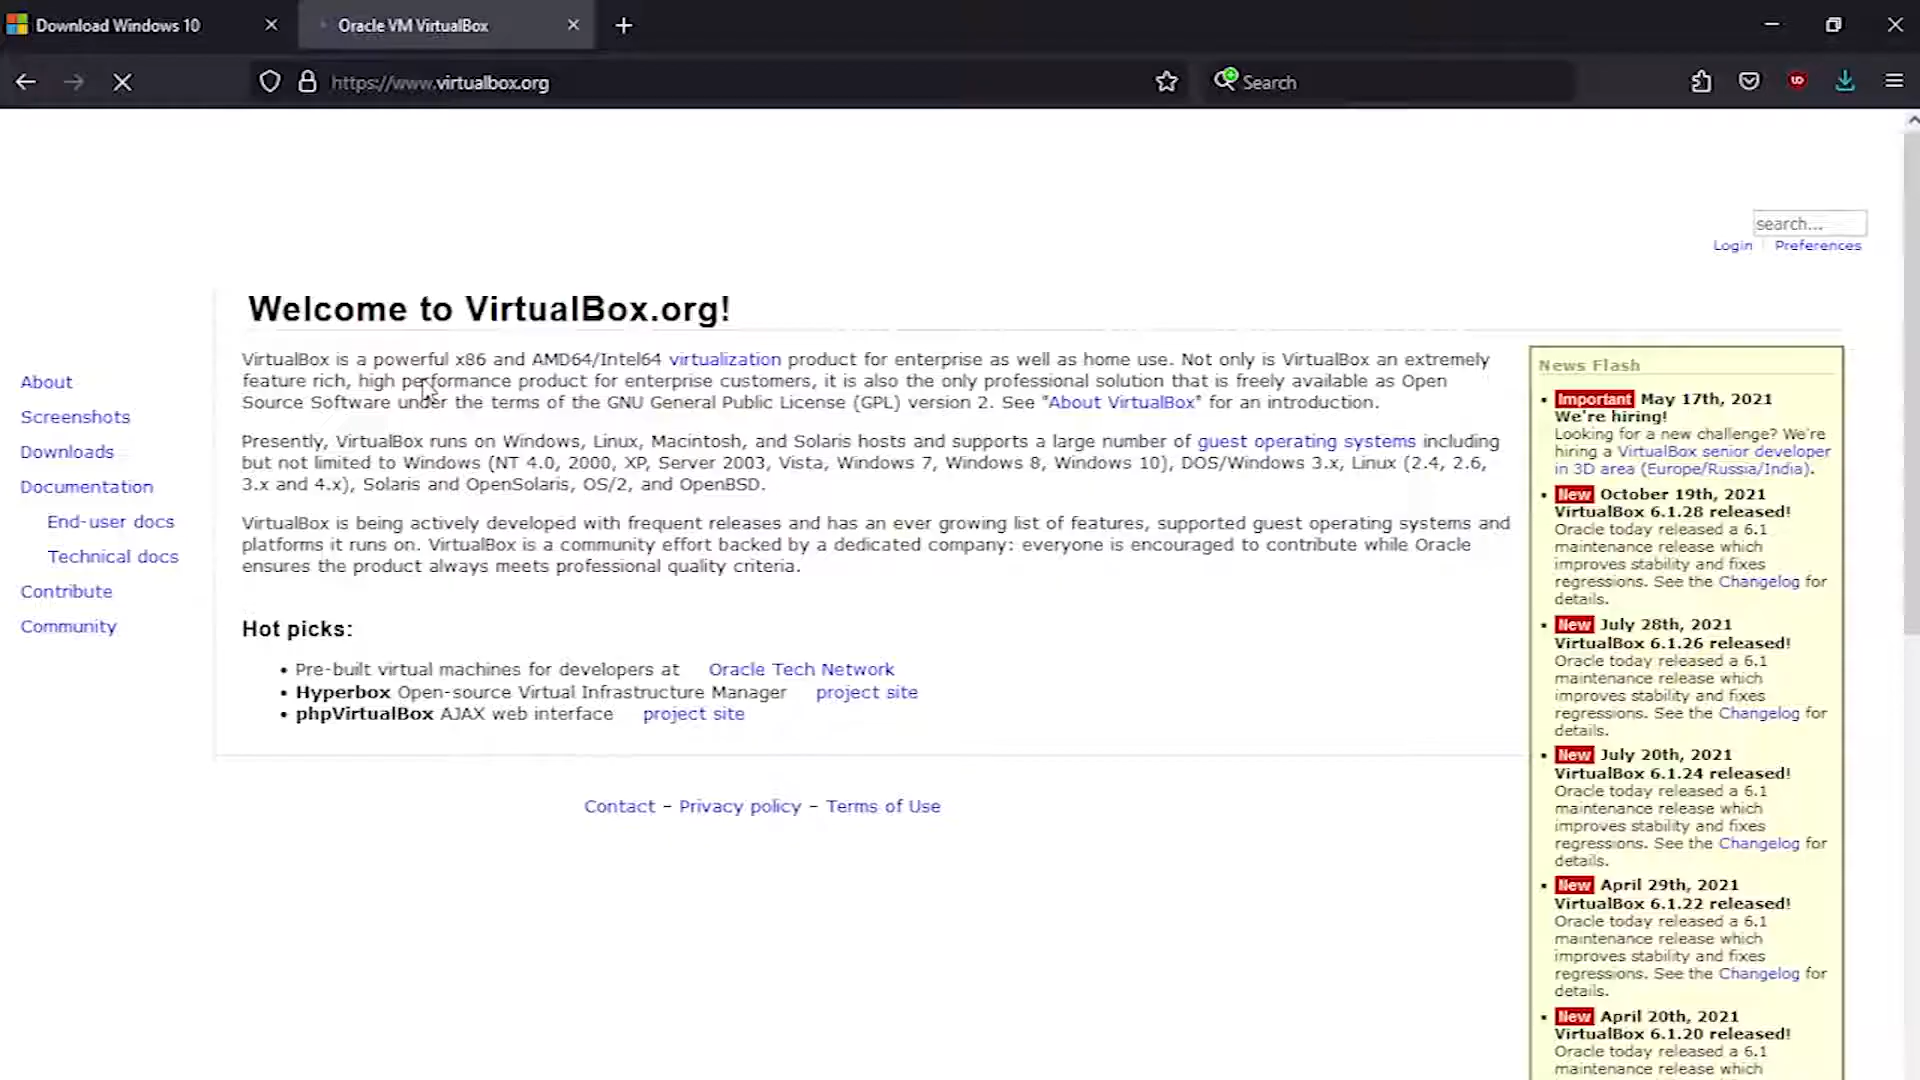 Download Windows 10
Oracle VM VirtualBox
https://www.virtualbox.org
Search
search...
Login
Preferences
Welcome to VirtualBox.org!
VirtualBox is a powerful x86 and AMD64/Intel64 virtualization product for enterprise as well as home use. Not only is VirtualBox an extremely
feature rich, high performance product for enterprise customers, it is also the only professional solution that is freely available as Open
Source Software under the terms of the GNU General Public License (GPL) version 2. See "About VirtualBox" for an introduction.
Presently, VirtualBox runs on Windows, Linux, Macintosh, and Solaris hosts and supports a large number of guest operating systems including
but not limited to Windows (NT 4.0, 2000, XP, Server 2003, Vista, Windows 7, Windows 8, Windows 10), DOS/Windows 3.x, Linux (2.4, 2.6,
3.x and 4.x), Solaris and OpenSolaris, OS/2, and OpenBSD.
VirtualBox is being actively developed with frequent releases and has an ever growing list of features, supported guest operating systems and
platforms it runs on. VirtualBox is a community effort backed by a dedicated company: everyone is encouraged to contribute while Oracle
ensures the product always meets professional quality criteria.
Hot picks:
• Pre-built virtual machines for developers at Oracle Tech Network
• Hyperbox Open-source Virtual Infrastructure Manager project site
• phpVirtualBox AJAX web interface project site
Contact – Privacy policy – Terms of Use
About
Screenshots
Downloads
Documentation
End-user docs
Technical docs
Contribute
Community
News Flash
• Important May 17th, 2021
We're hiring!
Looking for a new challenge? We're
hiring a VirtualBox senior developer
in 3D area (Europe/Russia/India).
• New October 19th, 2021
VirtualBox 6.1.28 released!
Oracle today released a 6.1
maintenance release which
improves stability and fixes
regressions. See the Changelog for
details.
• New July 28th, 2021
VirtualBox 6.1.26 released!
Oracle today released a 6.1
maintenance release which
improves stability and fixes
regressions. See the Changelog for
details.
• New July 20th, 2021
VirtualBox 6.1.24 released!
Oracle today released a 6.1
maintenance release which
improves stability and fixes
regressions. See the Changelog for
details.
• New April 29th, 2021
VirtualBox 6.1.22 released!
Oracle today released a 6.1
maintenance release which
improves stability and fixes
regressions. See the Changelog for
details.
• New April 20th, 2021
VirtualBox 6.1.20 released!
Oracle today released a 6.1
maintenance release which